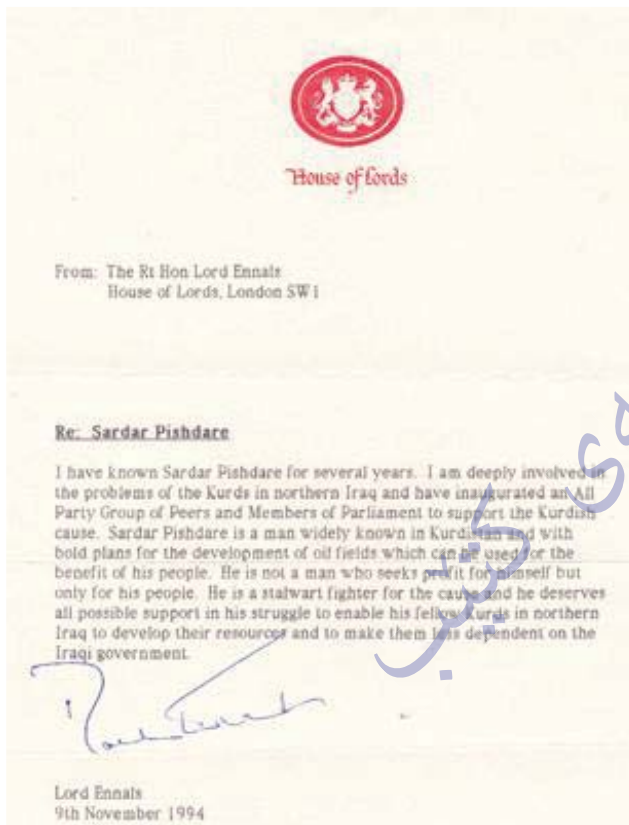 House of Lords
From: The Rt Hon Lord Ennals
House of Lords, London SW1
Re: Sardar Pishdare
I have known Sardar Pishdare for several years. I am deeply involved in
the problems of the Kurds in northern Iraq and have inaugurated an All
Party Group of Peers and Members of Parliament to support the Kurdish
cause. Sardar Pishdare is a man widely known in Kurdistan and with
bold plans for the development of oil fields which can be used for the
benefit of his people. He is not a man who seeks profit for himself but
only for his people. He is a stalwart fighter for the cause and he deserves
all possible support in his struggle to enable his fellow Kurds in northern
Iraq to develop their resources and to make them less dependent on the
Iraqi government.
Lord Ennals
9th November 1994